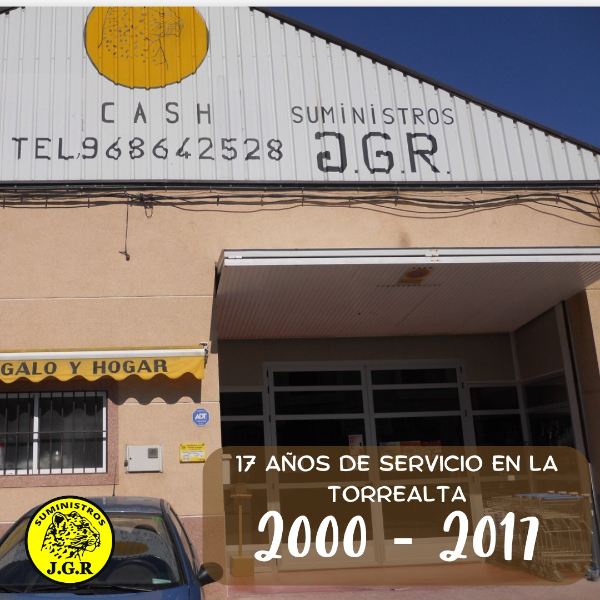 CASH
SUMINISTROS
TEL.968642528
J.G.R.
GALO Y HOGAR
ADT
17 AÑOS DE SERVICIO EN LA
TORREALTA
2000 - 2017
SUMINISTROS
J.G.R